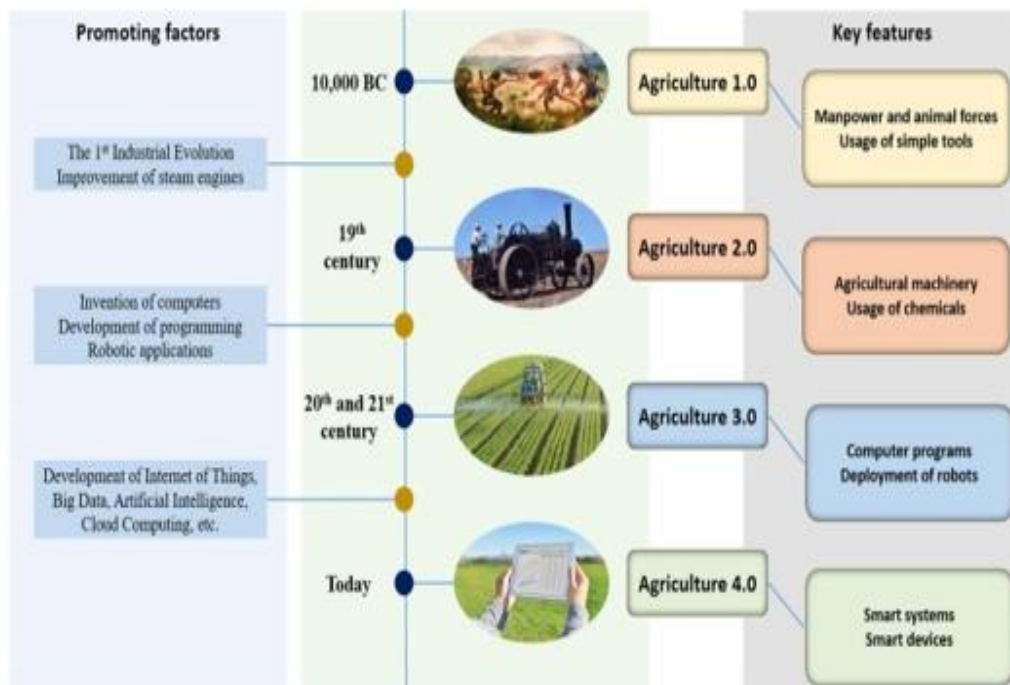 Promoting factors
Key features
10,000 BC
Agriculture 1.0
Manpower and animal forces
Usage of simple tools
The 1st Industrial Evolution
Improvement of steam engines
19th
century
Agriculture 2.0
Agricultural machinery
Usage of chemicals
Invention of computers
Development of programming
Robotic applications
20th and 21st
century
Agriculture 3.0
Computer programs
Deployment of robots
Development of Internet of Things,
Big Data, Artificial Intelligence,
Cloud Computing, etc.
Today
Agriculture 4.0
Smart systems
Smart devices